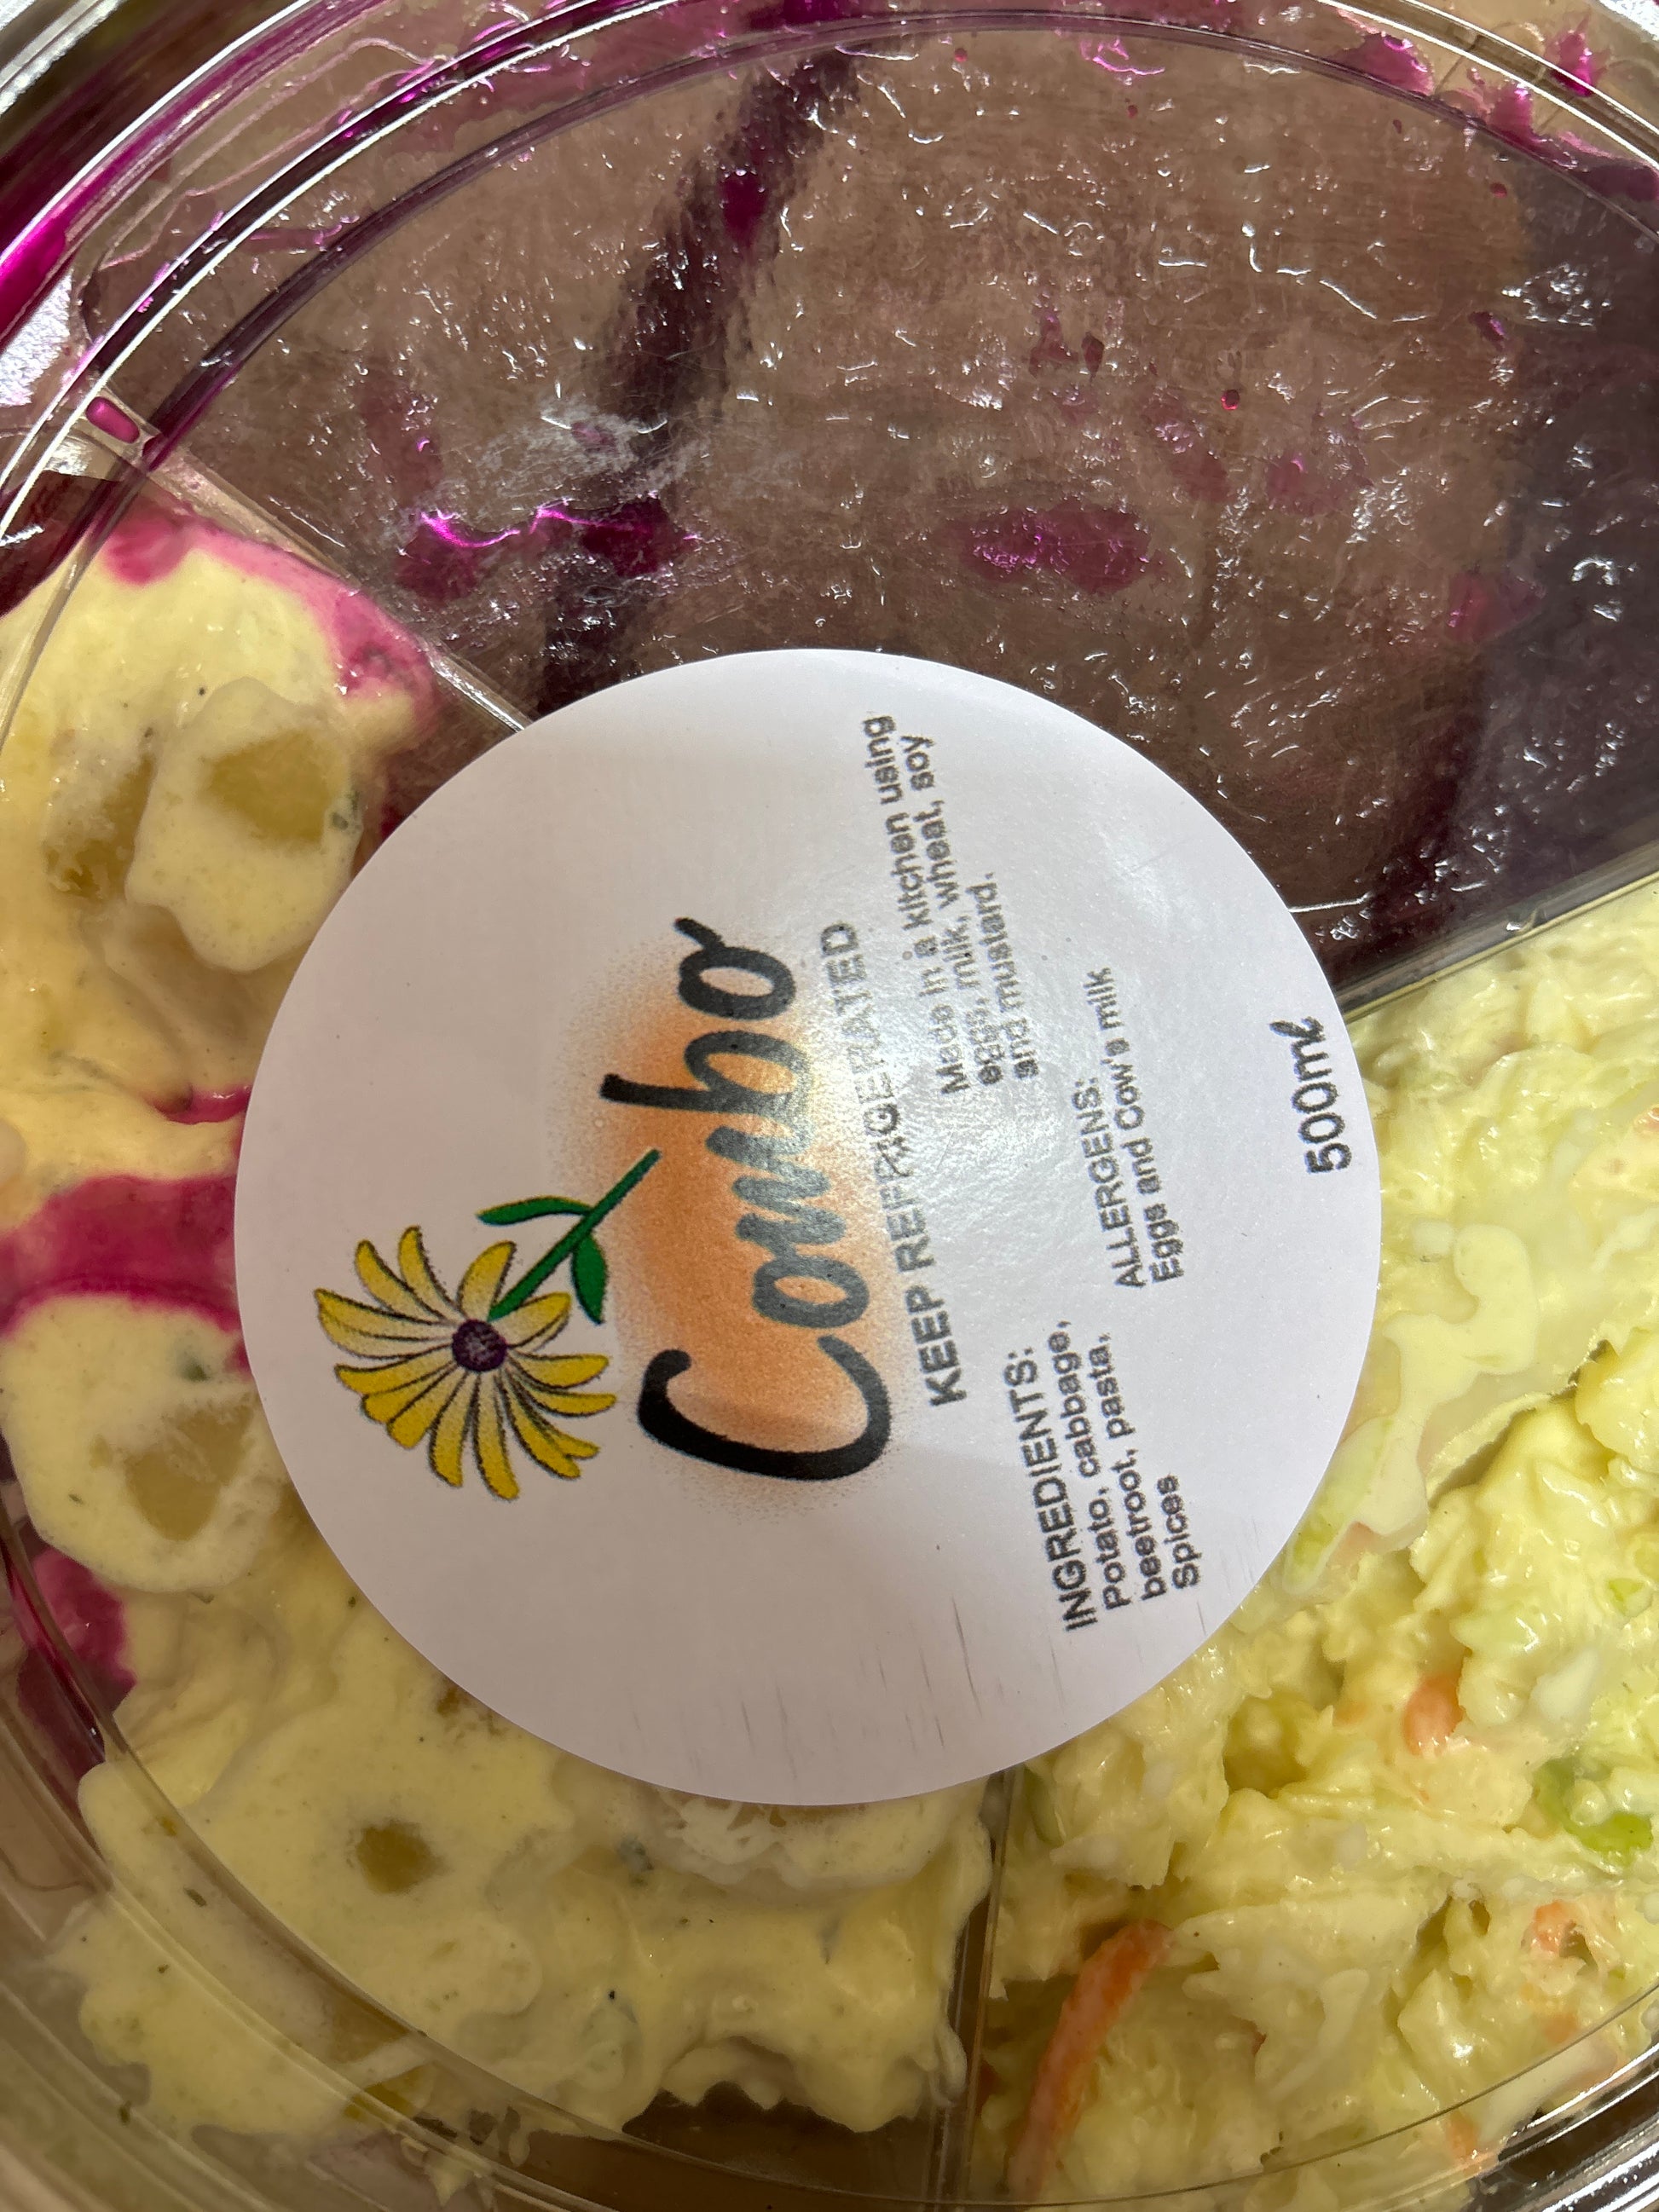 Combo
KEEP REFRIGERATED
Made in a kitchen using
eggs, milk, wheat, soy
and mustard.
INGREDIENTS:
Potato, cabbage,
beetroot, pasta,
Spices
ALLERGENS:
Eggs and Cow's milk
500ml